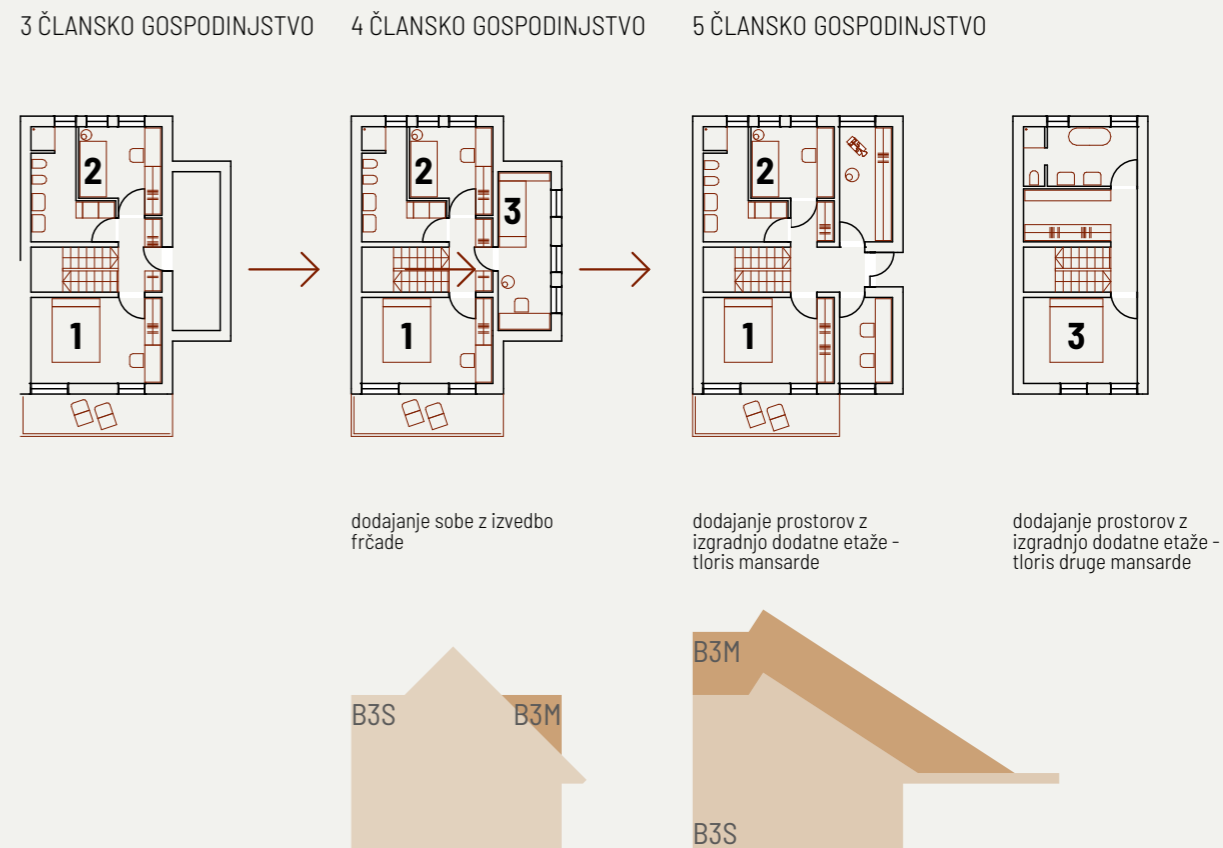 3 ČLANSKO GOSPODINJSTVO
4 ČLANSKO GOSPODINJSTVO
5 ČLANSKO GOSPODINJSTVO
2
1
2
3
1
2
1
3
dodajanje sobe z izvedbo
frčade
dodajanje prostorov z
izgradnjo dodatne etaže -
tloris mansarde
dodajanje prostorov z
izgradnjo dodatne etaže -
tloris druge mansarde
B3S
B3M
B3M
B3S